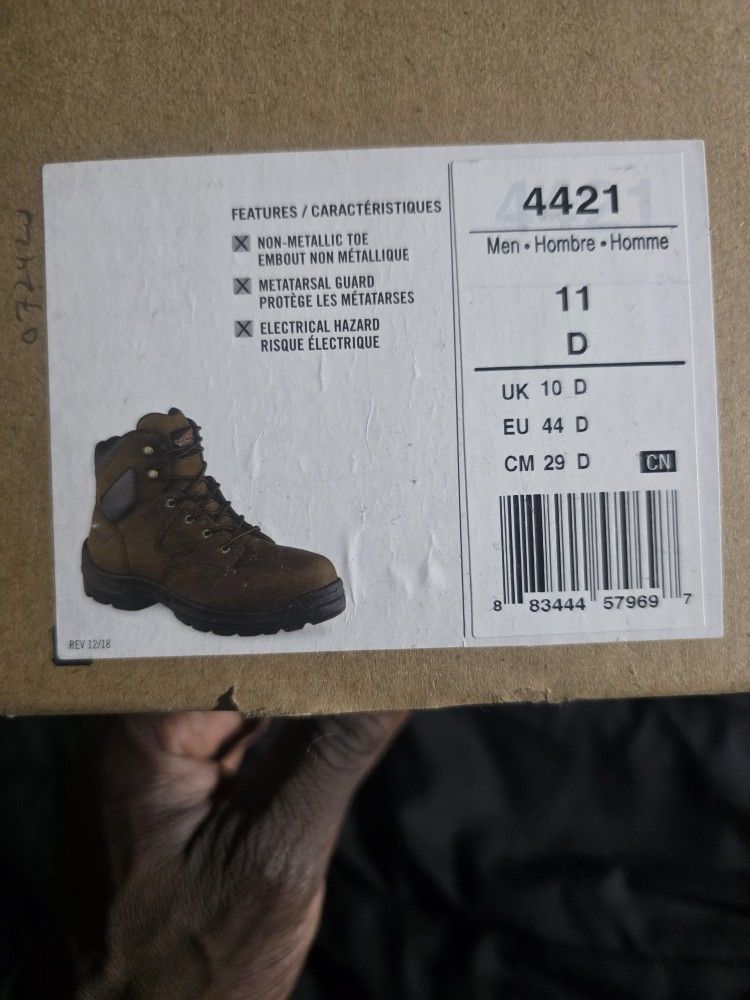 FEATURES / CARACTÉRISTIQUES
NON-METALLIC TOE
EMBOUT NON MÉTALLIQUE
METATARSAL GUARD
PROTÈGE LES MÉTATARSES
ELECTRICAL HAZARD
RISQUE ÉLECTRIQUE
REV 12/18
4421
Men • Hombre • Homme
11
D
UK 10 D
EU 44 D
CM 29 D
CN
8 83444 57969 7